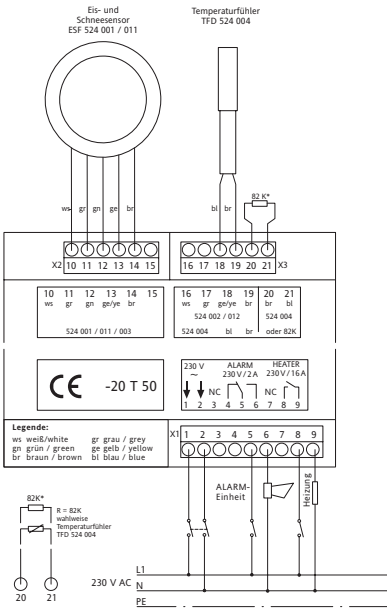 Eis- und
Schneesensor
ESF 524 001 / 011
Temperaturfühler
TFD 524 004
82 K*
ws gr gn ge br
bl br
X2 10 11 12 13 14 15
16 17 18 19 20 21 X3
10 11 12 13 14 15
ws gr gn ge/ye br
524 001 / 011 / 003
16 17 18 19 20 21
ws gr ge/ye br br bl
524 002 / 012 524 004
524 004 bl br oder 82K
CE -20 T 50
230 V ALARM HEATER
~ 230 V / 2 A 230 V / 16 A
NC NC
1 2 3 4 5 6 7 8 9
Legende:
ws weiß/white gr grau / grey
gn grün / green ge gelb / yellow
br braun / brown bl blau / blue
X1 1 2 3 4 5 6 7 8 9
ALARM-
Einheit
Heizung
82K*
R = 82K
wahlweise
Temperaturfühler
TFD 524 004
20 21
230 V AC
L1
N
PE